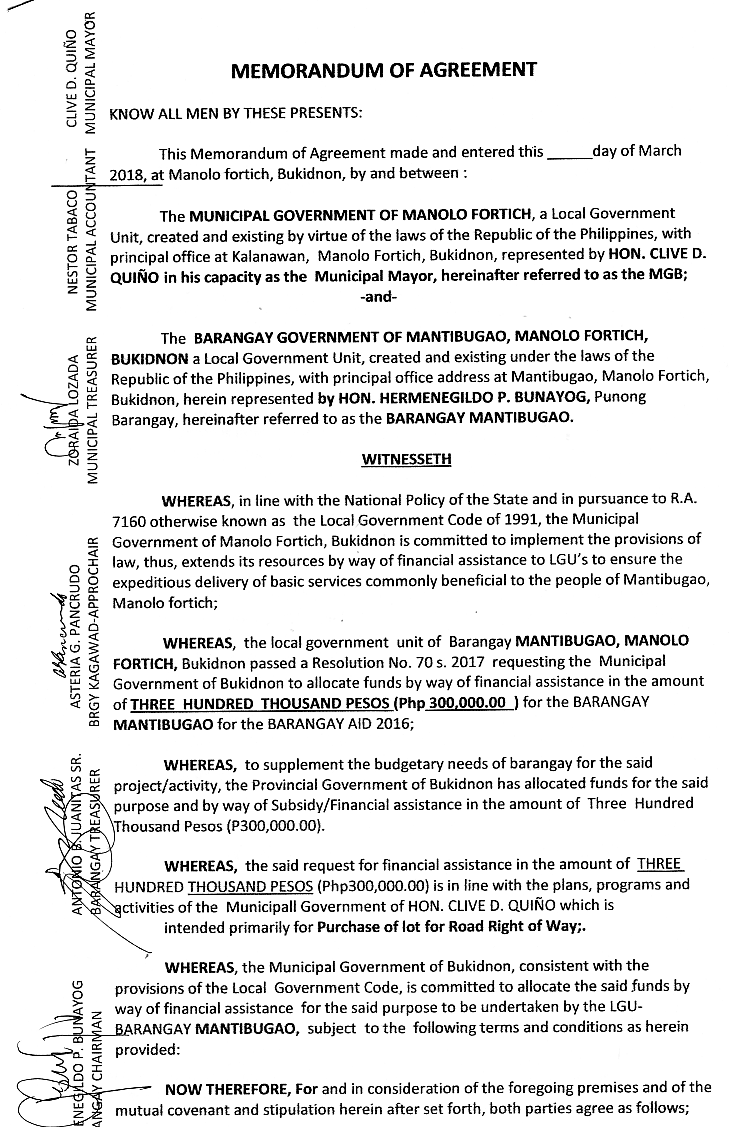 MEMORANDUM OF AGREEMENT
KNOW ALL MEN BY THESE PRESENTS:
This Memorandum of Agreement made and entered this _____day of March
2018, at Manolo fortich, Bukidnon, by and between :
The MUNICIPAL GOVERNMENT OF MANOLO FORTICH, a Local Government
Unit, created and existing by virtue of the laws of the Republic of the Philippines, with
principal office at Kalanawan, Manolo Fortich, Bukidnon, represented by HON. CLIVE D.
QUIÑO in his capacity as the Municipal Mayor, hereinafter referred to as the MGB;
-and-
The BARANGAY GOVERNMENT OF MANTIBUGAO, MANOLO FORTICH,
BUKIDNON a Local Government Unit, created and existing under the laws of the
Republic of the Philippines, with principal office address at Mantibugao, Manolo Fortich,
Bukidnon, herein represented by HON. HERMENEGILDO P. BUNAYOG, Punong
Barangay, hereinafter referred to as the BARANGAY MANTIBUGAO.
WITNESSETH
WHEREAS, in line with the National Policy of the State and in pursuance to R.A.
7160 otherwise known as the Local Government Code of 1991, the Municipal
Government of Manolo Fortich, Bukidnon is committed to implement the provisions of
law, thus, extends its resources by way of financial assistance to LGU's to ensure the
expeditious delivery of basic services commonly beneficial to the people of Mantibugao,
Manolo fortich;
WHEREAS, the local government unit of Barangay MANTIBUGAO, MANOLO
FORTICH, Bukidnon passed a Resolution No. 70 s. 2017 requesting the Municipal
Government of Bukidnon to allocate funds by way of financial assistance in the amount
of THREE HUNDRED THOUSAND PESOS (Php 300,000.00 ) for the BARANGAY
MANTIBUGAO for the BARANGAY AID 2016;
WHEREAS, to supplement the budgetary needs of barangay for the said
project/activity, the Provincial Government of Bukidnon has allocated funds for the said
purpose and by way of Subsidy/Financial assistance in the amount of Three Hundred
Thousand Pesos (P300,000.00).
WHEREAS, the said request for financial assistance in the amount of THREE
HUNDRED THOUSAND PESOS (Php300,000.00) is in line with the plans, programs and
activities of the Municipall Government of HON. CLIVE D. QUIÑO which is
intended primarily for Purchase of lot for Road Right of Way;.
WHEREAS, the Municipal Government of Bukidnon, consistent with the
provisions of the Local Government Code, is committed to allocate the said funds by
way of financial assistance for the said purpose to be undertaken by the LGU-
BARANGAY MANTIBUGAO, subject to the following terms and conditions as herein
provided:
NOW THEREFORE, For and in consideration of the foregoing premises and of the
mutual covenant and stipulation herein after set forth, both parties agree as follows;
CLIVE D. QUIÑO
MUNICIPAL MAYOR
NESTOR TABACO
MUNICIPAL ACCOUNTANT
ZORAIDA LOZADA
MUNICIPAL TREASURER
ASTERIA G. PANCRUDO
BRGY KAGAWAD-APPROCHAIR
ANTONIO B. JUANITAS SR.
BARANGAY TREASURER
ENEGILDO P. BUNAYOG
ANGAY CHAIRMAN